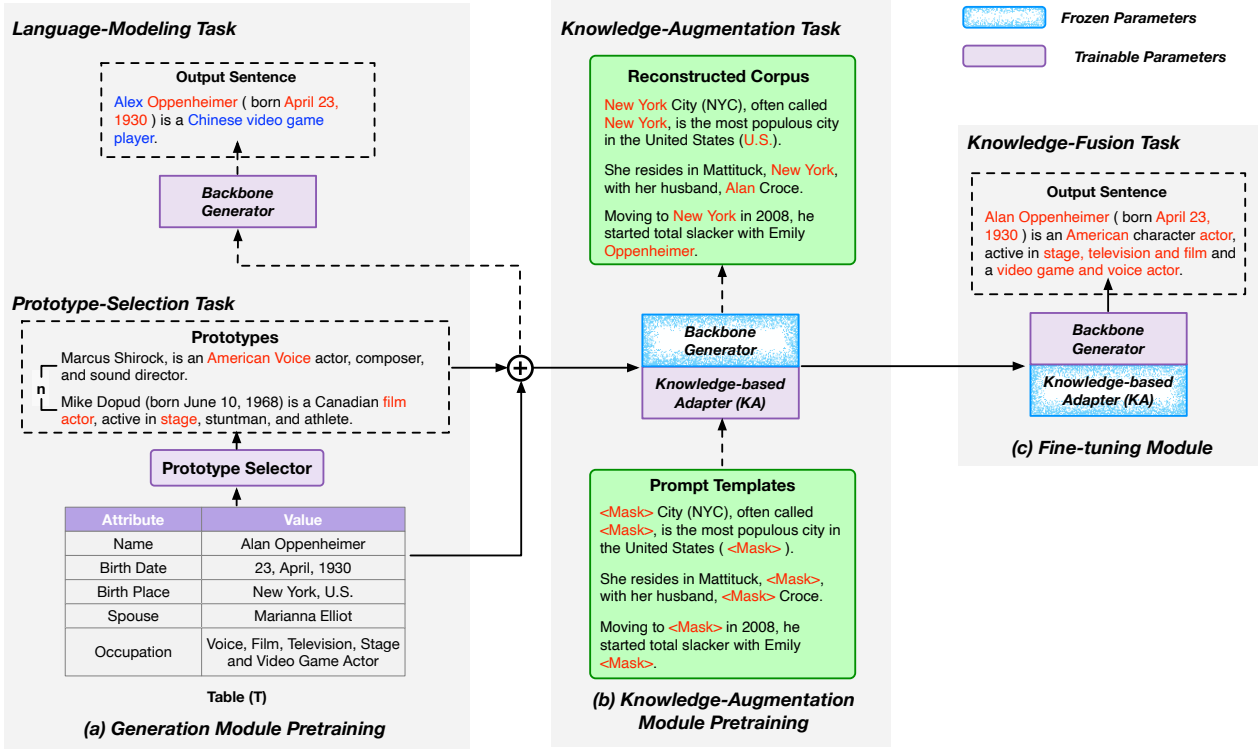 Language-Modeling Task
Output Sentence
Alex Oppenheimer ( born April 23,
1930 ) is a Chinese video game
player.
Backbone
Generator
Prototype-Selection Task
Prototypes
Marcus Shirock, is an American Voice actor, composer,
and sound director.
n
Mike Dopud (born June 10, 1968) is a Canadian film
actor, active in stage, stuntman, and athlete.
Prototype Selector
Attribute Value
Name Alan Oppenheimer
Birth Date 23, April, 1930
Birth Place New York, U.S.
Spouse Marianna Elliot
Occupation Voice, Film, Television, Stage
and Video Game Actor
Table (T)
(a) Generation Module Pretraining
Knowledge-Augmentation Task
Reconstructed Corpus
New York City (NYC), often called
New York, is the most populous city
in the United States (U.S.).
She resides in Mattituck, New York,
with her husband, Alan Croce.
Moving to New York in 2008, he
started total slacker with Emily
Oppenheimer.
Backbone
Generator
Knowledge-based
Adapter (KA)
Prompt Templates
<Mask> City (NYC), often called
<Mask>, is the most populous city in
the United States ( <Mask> ).
She resides in Mattituck, <Mask>,
with her husband, <Mask> Croce.
Moving to <Mask> in 2008, he
started total slacker with Emily
<Mask>.
(b) Knowledge-Augmentation
Module Pretraining
Frozen Parameters
Trainable Parameters
Knowledge-Fusion Task
Output Sentence
Alan Oppenheimer ( born April 23,
1930 ) is an American character actor,
active in stage, television and film and
a video game and voice actor.
Backbone
Generator
Knowledge-based
Adapter (KA)
(c) Fine-tuning Module